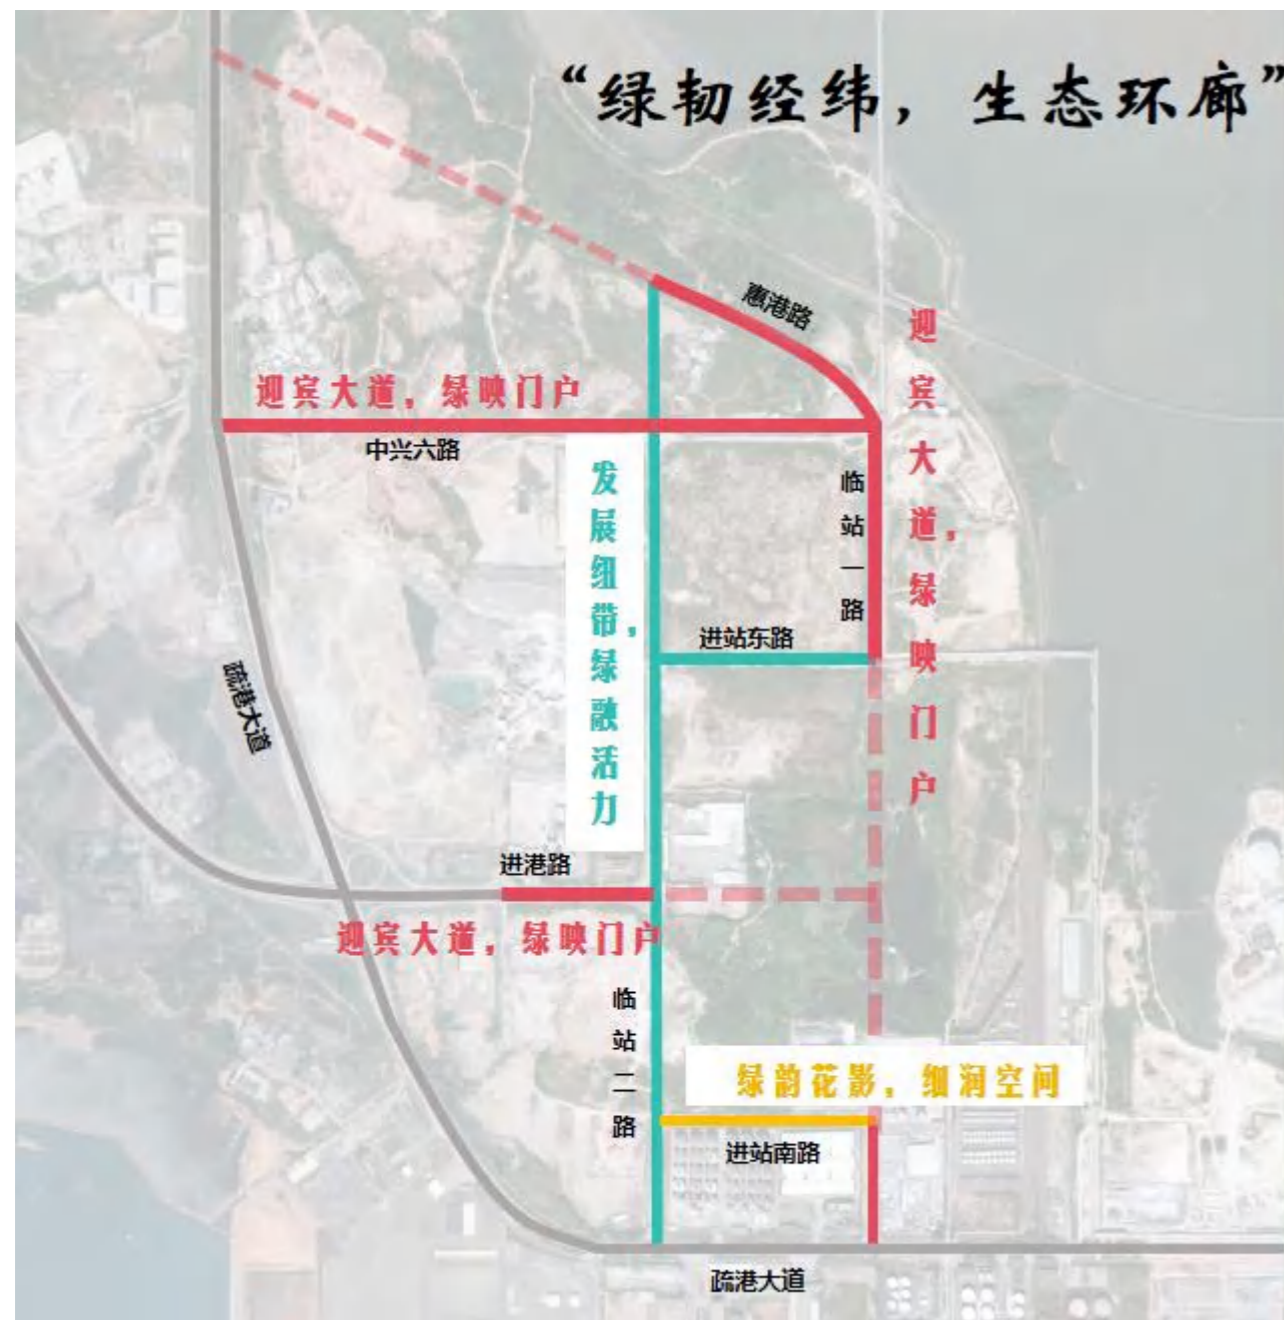 “绿韧经纬，生态环廊”
惠港路
迎宾大道，绿映门户
迎宾大道，绿映门户
中兴六路
发展纽带，绿融活力
临站一路
进站东路
疏港大道
进港路
迎宾大道，绿映门户
临站二路
绿韵花影，细润空间
进站南路
疏港大道